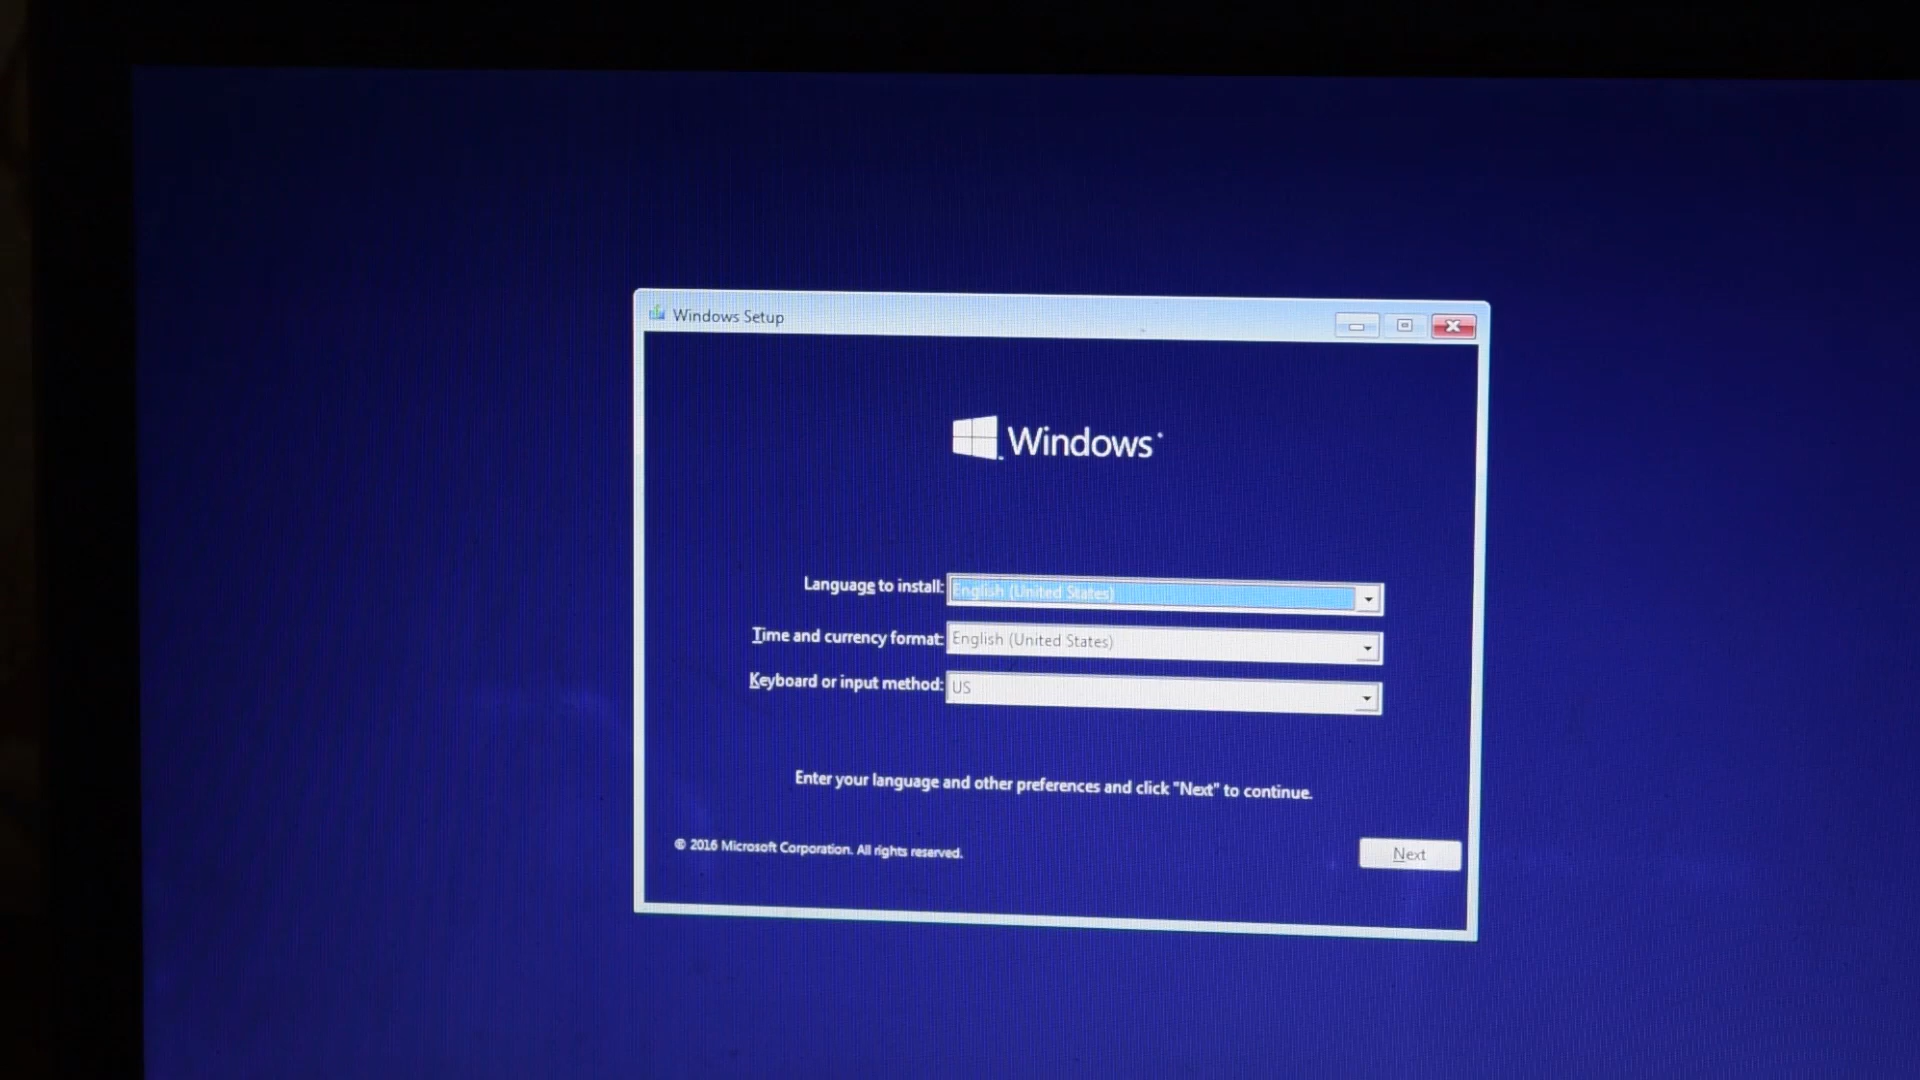 Windows Setup
Windows
Language to install: English (United States)
Time and currency format: English (United States)
Keyboard or input method: US
Enter your language and other preferences and click "Next" to continue.
© 2016 Microsoft Corporation. All rights reserved.
Next